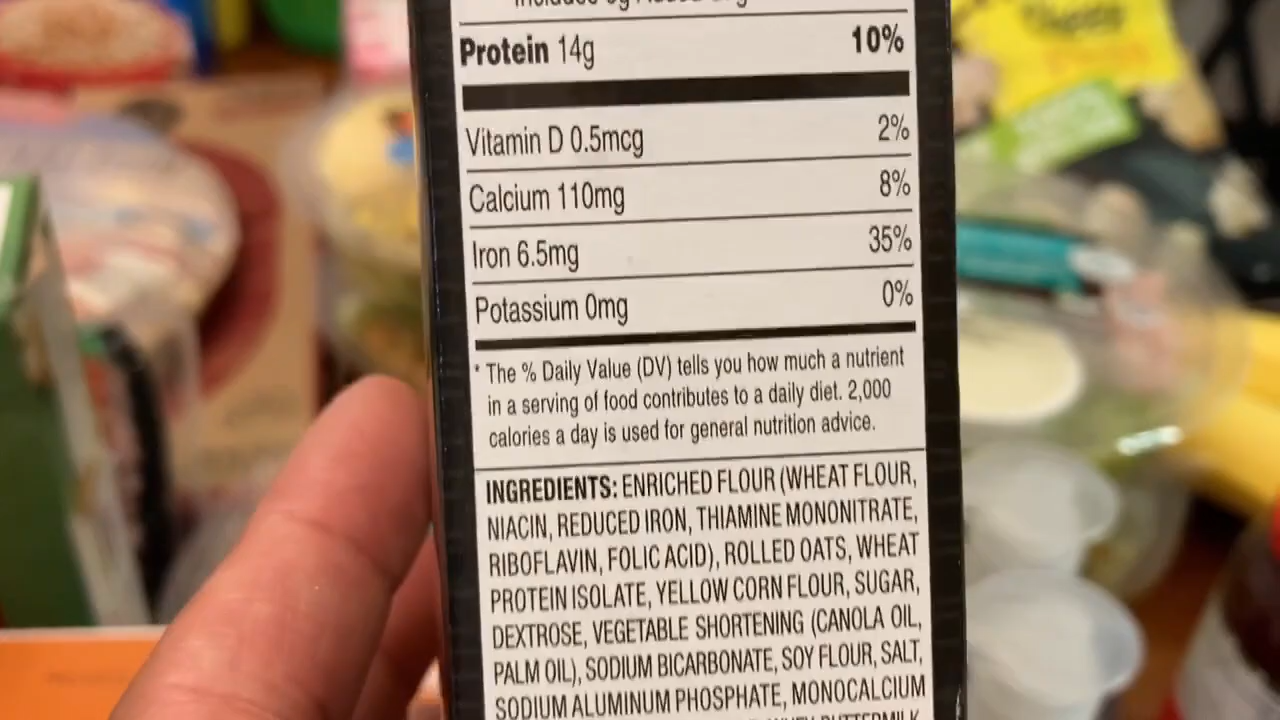 Protein 14g 10%
Vitamin D 0.5mcg 2%
Calcium 110mg 8%
Iron 6.5mg 35%
Potassium 0mg 0%
* The % Daily Value (DV) tells you how much a nutrient
in a serving of food contributes to a daily diet. 2,000
calories a day is used for general nutrition advice.
INGREDIENTS: ENRICHED FLOUR (WHEAT FLOUR,
NIACIN, REDUCED IRON, THIAMINE MONONITRATE,
RIBOFLAVIN, FOLIC ACID), ROLLED OATS, WHEAT
PROTEIN ISOLATE, YELLOW CORN FLOUR, SUGAR,
DEXTROSE, VEGETABLE SHORTENING (CANOLA OIL,
PALM OIL), SODIUM BICARBONATE, SOY FLOUR, SALT,
SODIUM ALUMINUM PHOSPHATE, MONOCALCIUM
BUTTERMILK